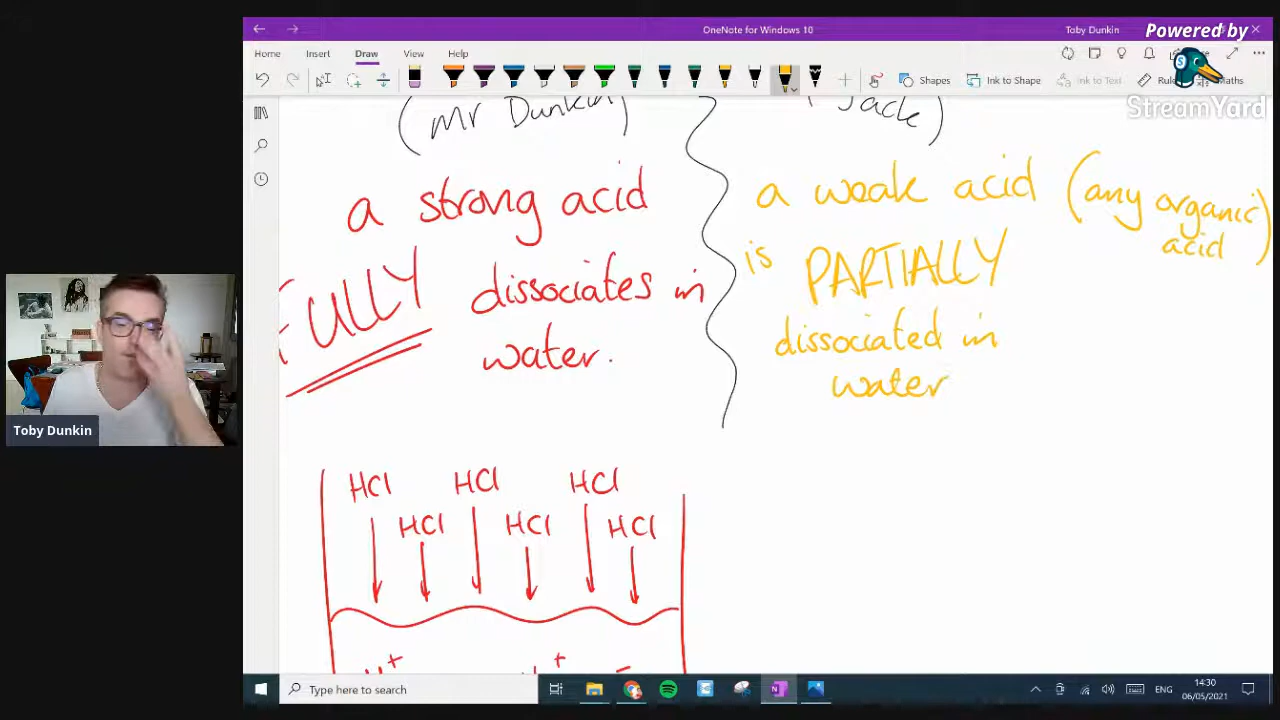 OneNote for Windows 10
Toby Dunkin
Powered by
StreamYard
Home
Insert
Draw
View
Help
Shapes
Ink to Shape
Ink to Text
Maths
(Mr Dunkin)
(Jack)
a strong acid
FULLY dissociates in
water.
a weak acid (any organic
acid)
is PARTIALLY
dissociated in
water
HCl HCl HCl
HCl HCl HCl
H+
Toby Dunkin
Type here to search
ENG
14:30
06/05/2021